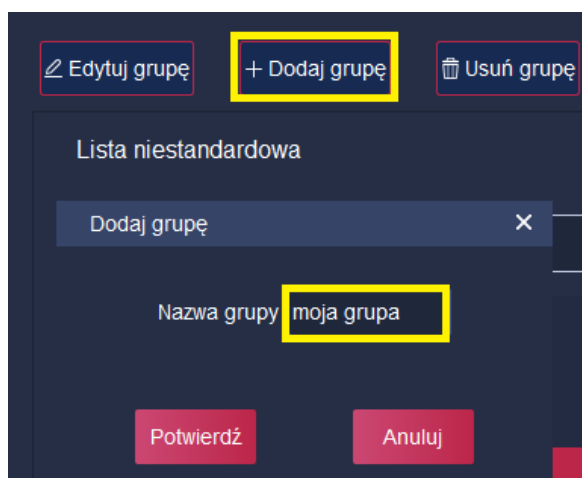 Edytuj grupę + Dodaj grupę Usuń grupę
Lista niestandardowa
Dodaj grupę ×
Nazwa grupy moja grupa
Potwierdź Anuluj